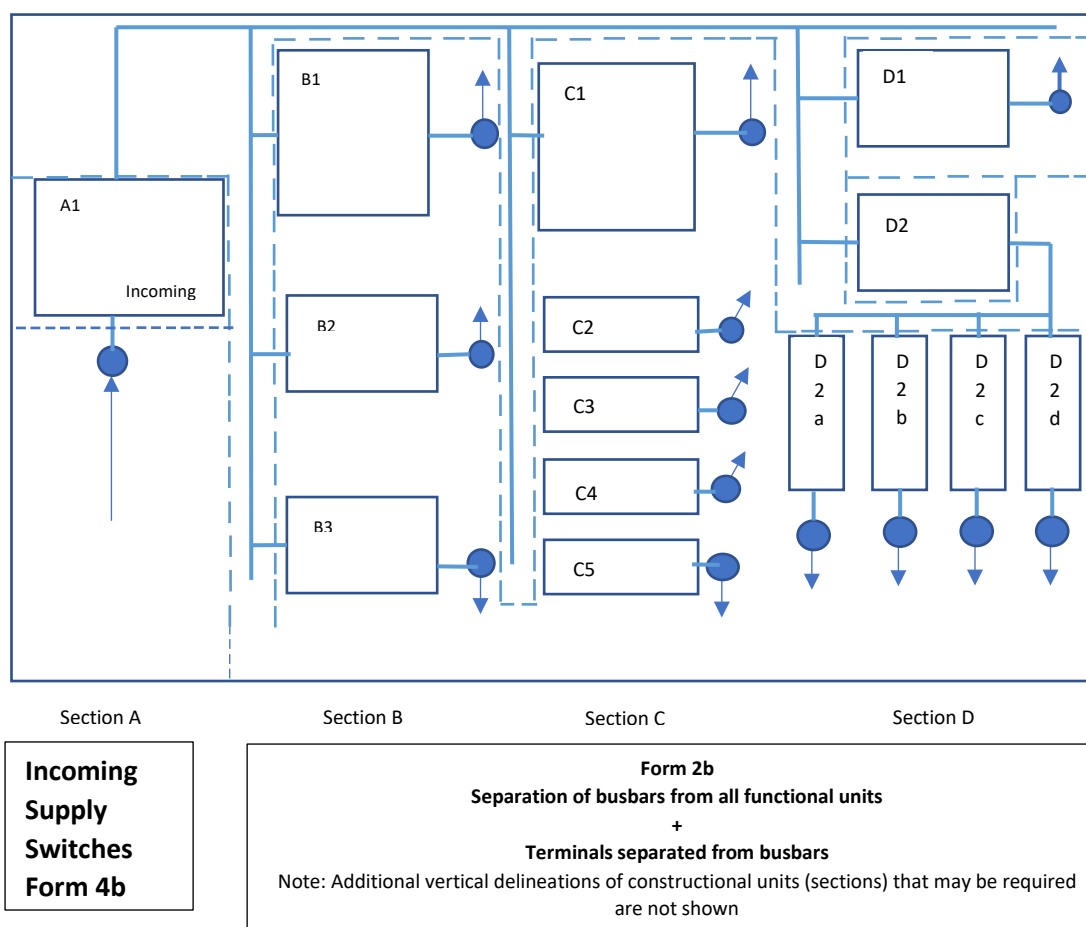 B1
C1
D1
A1
Incoming
D2
B2
C2
C3
C4
C5
B3
D
2
a
D
2
b
D
2
c
D
2
d
Section A
Section B
Section C
Section D
Incoming
Supply
Switches
Form 4b
Form 2b
Separation of busbars from all functional units
+
Terminals separated from busbars
Note: Additional vertical delineations of constructional units (sections) that may be required
are not shown